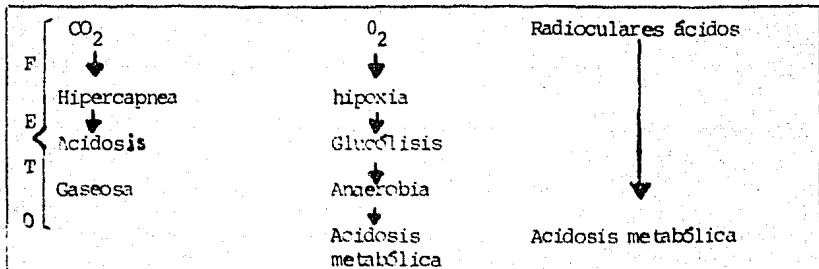 CO2 O2 Radioculares ácidos
F
Hipercapnea hipoxia
E
Acidosis Glucólisis
T
Gaseosa Anaerobia
O
Acidosis Acidosis metabólica
metabólica